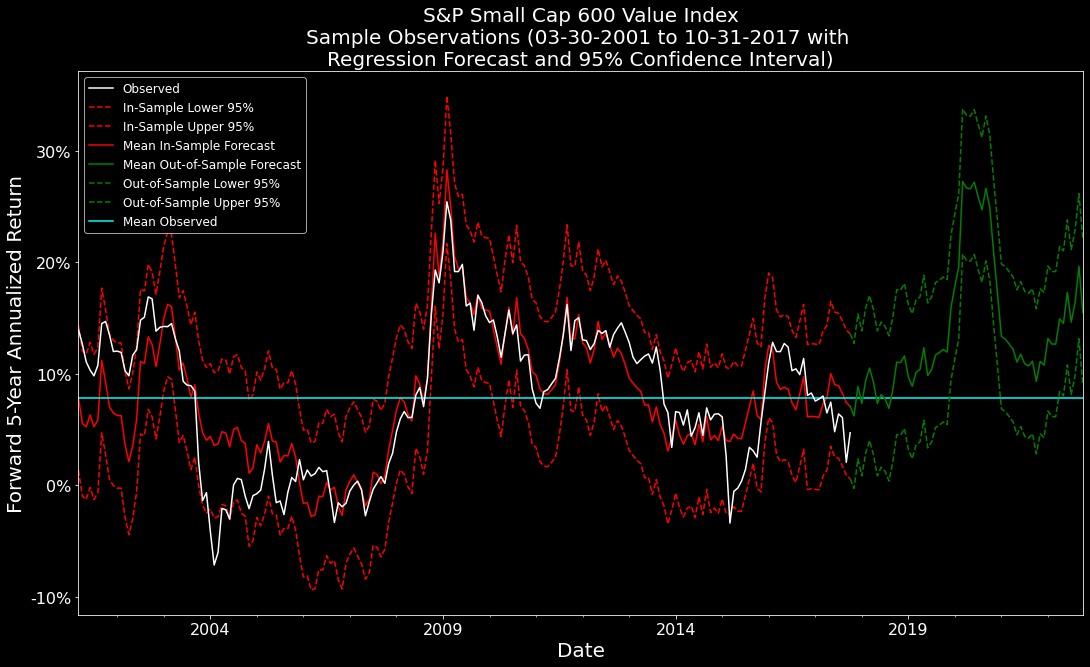 S&P Small Cap 600 Value Index
Sample Observations (03-30-2001 to 10-31-2017 with
Regression Forecast and 95% Confidence Interval)
Observed
In-Sample Lower 95%
In-Sample Upper 95%
Mean In-Sample Forecast
Mean Out-of-Sample Forecast
Out-of-Sample Lower 95%
Out-of-Sample Upper 95%
Mean Observed
Forward 5-Year Annualized Return
30%
20%
10%
0%
-10%
2004
2009
2014
2019
Date